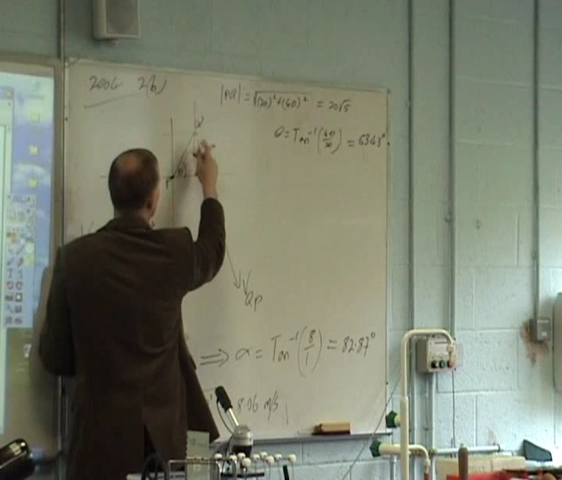 2006 2(b)
|PQ| = √(20)² + (40)² = 20√5
θ = Tan⁻¹(40/20) = 63.43°
V QP
⇒ α = Tan⁻¹(8/1) = 82.87°
8.06 m/s